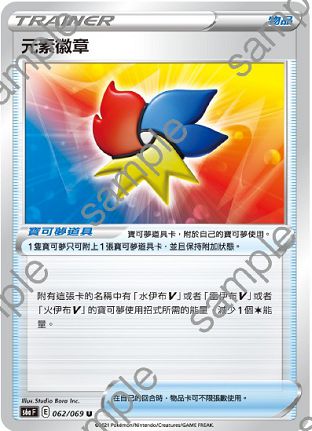 TRAINER 物品
元素徽章
sample
寶可夢道具 寶可夢道具卡，附於自己的寶可夢使用。
1隻寶可夢只可附上1張寶可夢道具，並且保持附加狀態。
附有這張卡的名稱中有「水伊布V」或者「雷伊布V」或者
「火伊布V」的寶可夢使用招式所需的能量，減少1個✶能
量。
Illus. Studio Bora Inc.
在自己的回合時，物品卡可不限張數使用。
s6a F E 062/069 U
©2021 Pokémon/Nintendo/Creatures/GAME FREAK.